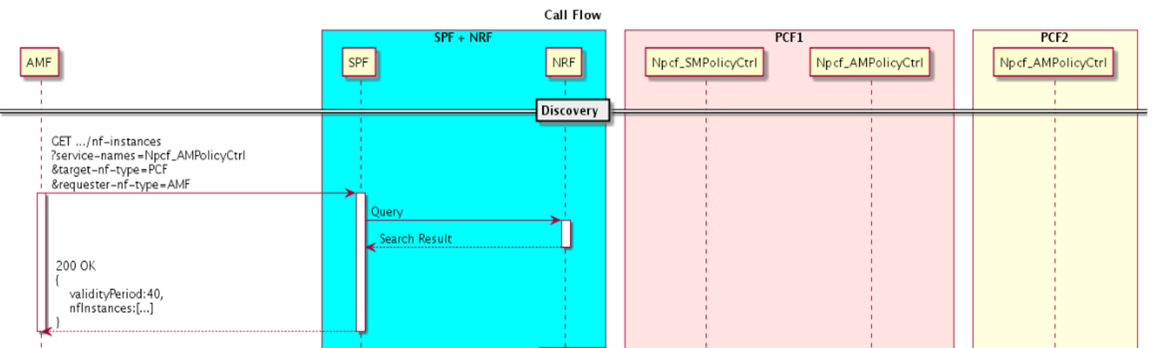 Call Flow
SPF + NRF
PCF1
PCF2
AMF
SPF
NRF
Npcf_SMPolicyCtrl
Npcf_AMPolicyCtrl
Npcf_AMPolicyCtrl
Discovery
GET .../nf-instances
?service-names=Npcf_AMPolicyCtrl
&target-nf-type=PCF
&requester-nf-type=AMF
Query
Search Result
200 OK
{
validityPeriod:40,
nfInstances:[...]
}